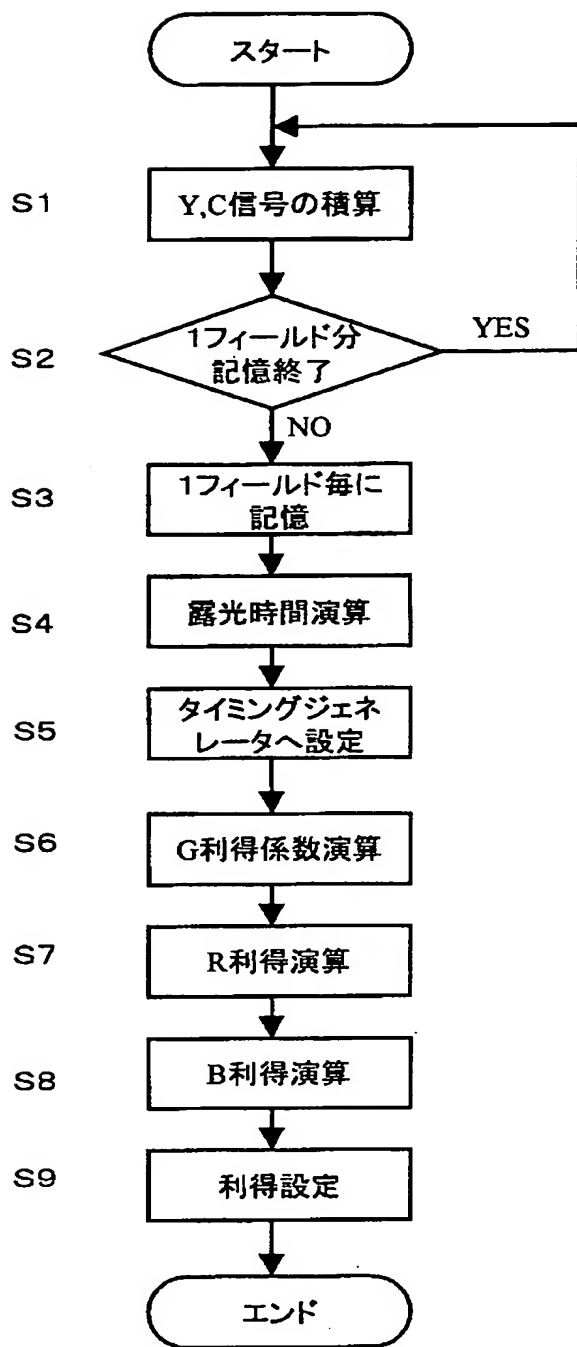 スタート
S1
Y,C信号の積算
S2
1フィールド分
記憶終了
YES
NO
S3
1フィールド毎に
記憶
S4
露光時間演算
S5
タイミングジェネ
レータへ設定
S6
G利得係数演算
S7
R利得演算
S8
B利得演算
S9
利得設定
エンド